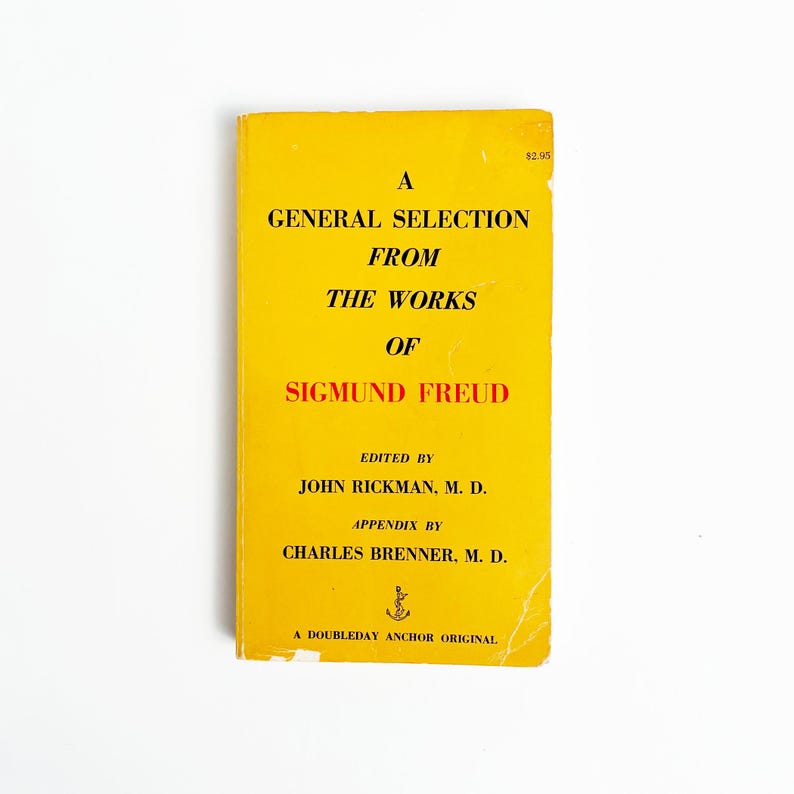 $2.95
A
GENERAL SELECTION
FROM
THE WORKS
OF
SIGMUND FREUD
EDITED BY
JOHN RICKMAN, M. D.
APPENDIX BY
CHARLES BRENNER, M. D.
D
A DOUBLEDAY ANCHOR ORIGINAL